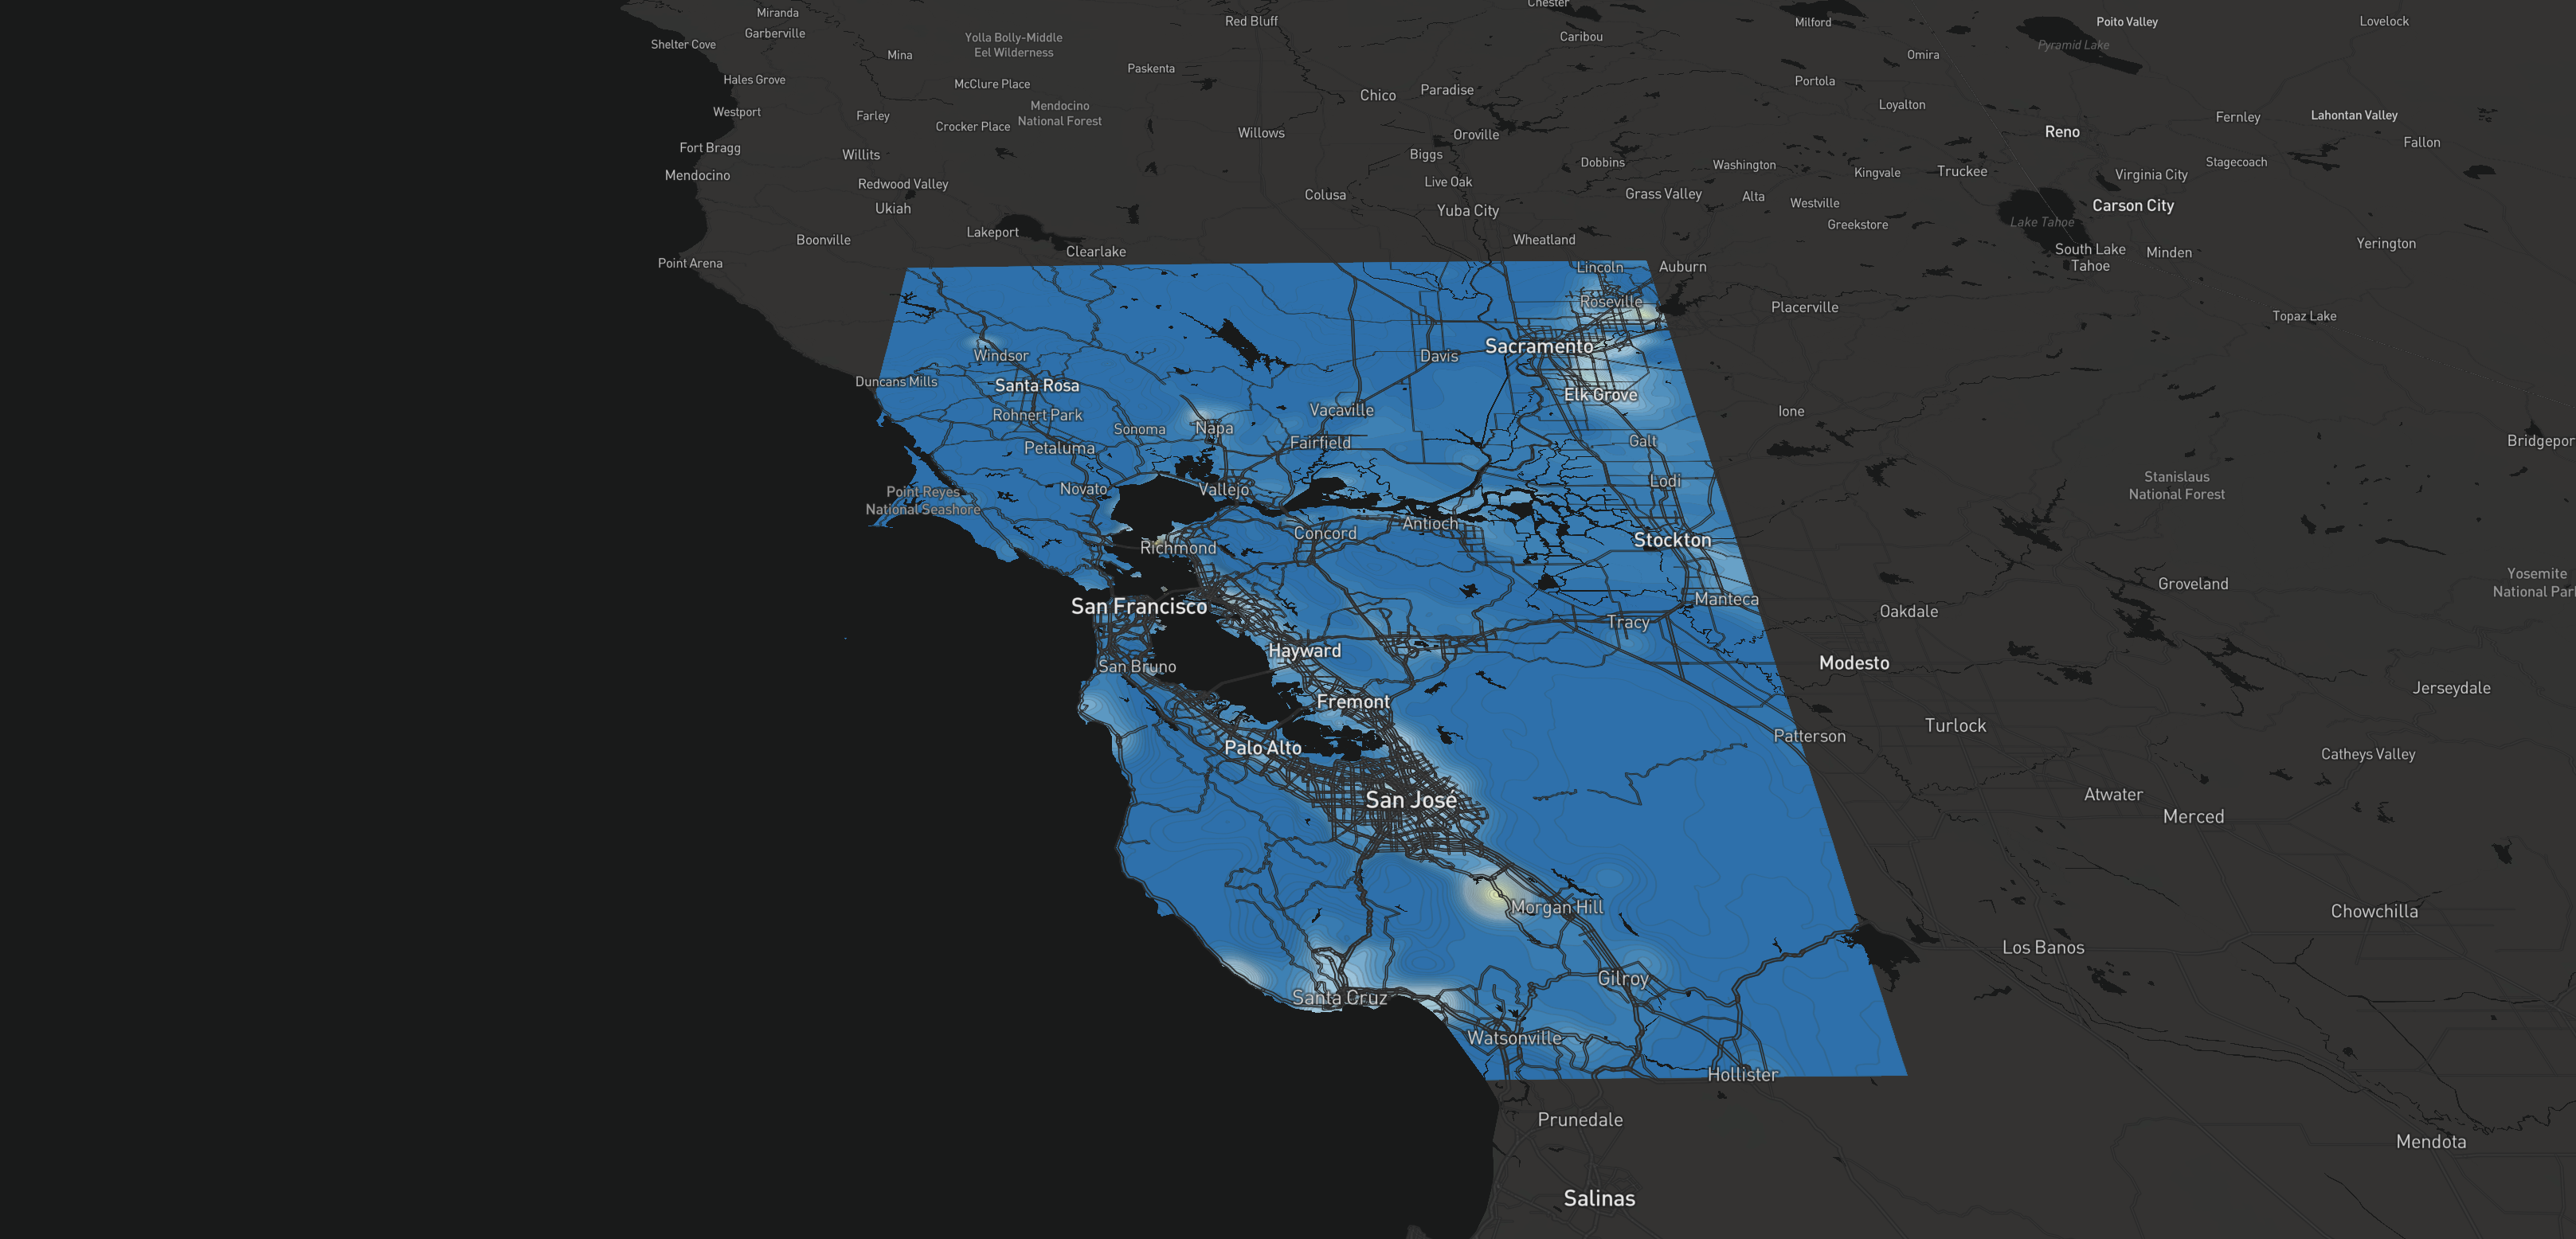 Miranda
Garberville
Shelter Cove
Mina
Yolla Bolly-Middle
Eel Wilderness
Red Bluff
Chester
Caribou
Milford
Poito Valley
Pyramid Lake
Lovelock
Omira
Hales Grove
McClure Place
Paskenta
Chico
Paradise
Portola
Loyalton
Westport
Farley
Crocker Place
Mendocino
National Forest
Willows
Oroville
Reno
Fernley
Lahontan Valley
Fallon
Fort Bragg
Willits
Biggs
Dobbins
Washington
Kingvale
Truckee
Stagecoach
Virginia City
Mendocino
Redwood Valley
Live Oak
Colusa
Grass Valley
Alta
Westville
Carson City
Ukiah
Yuba City
Greekstore
Lake Tahoe
Lakeport
Boonville
Clearlake
Wheatland
South Lake
Tahoe
Minden
Yerington
Point Arena
Lincoln
Auburn
Roseville
Placerville
Topaz Lake
Windsor
Davis
Sacramento
Duncans Mills
Santa Rosa
Elk Grove
Rohnert Park
Vacaville
Ione
Sonoma
Napa
Petaluma
Fairfield
Galt
Bridgepor
Point Reyes
National Seashore
Novato
Vallejo
Lodi
Stanislaus
National Forest
Richmond
Concord
Antioch
Stockton
Yosemite
National Parl
Groveland
San Francisco
Manteca
Oakdale
Tracy
San Bruno
Hayward
Modesto
Jerseydale
Fremont
Palo Alto
Patterson
Turlock
Catheys Valley
San José
Atwater
Merced
Morgan Hill
Chowchilla
Los Banos
Gilroy
Santa Cruz
Watsonville
Hollister
Prunedale
Mendota
Salinas